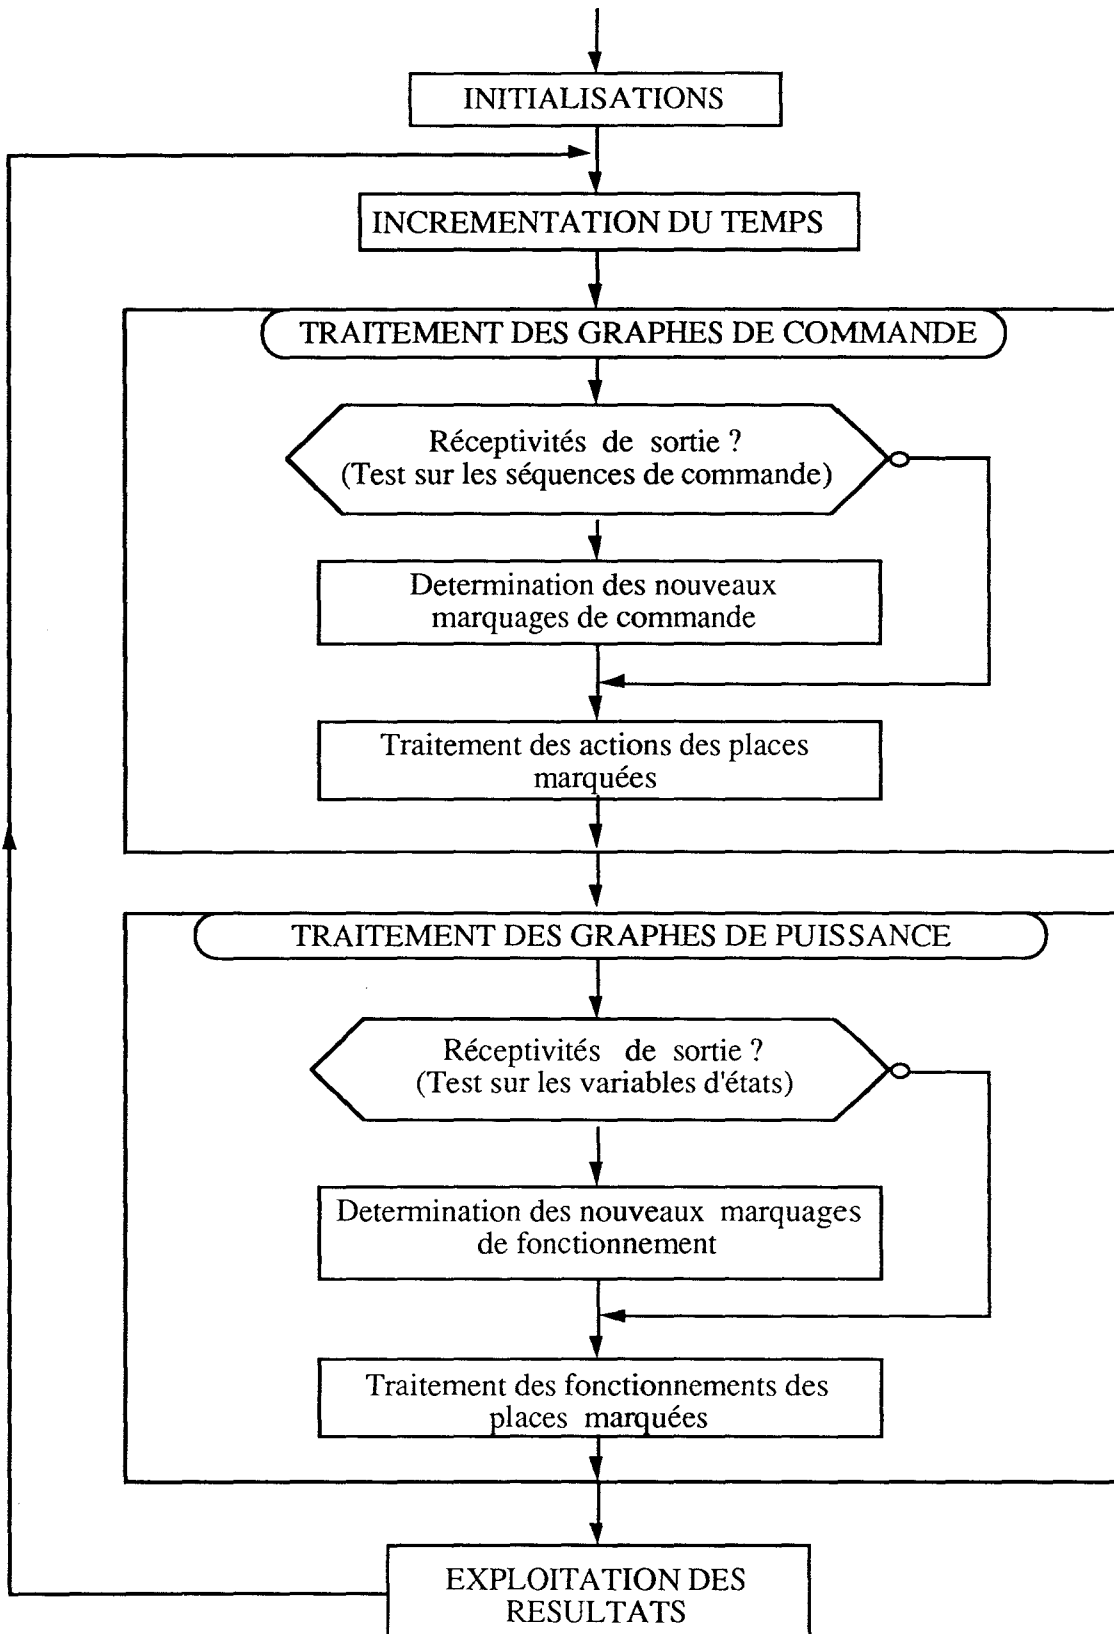 INITIALISATIONS
INCREMENTATION DU TEMPS
TRAITEMENT DES GRAPHES DE COMMANDE
Réceptivités de sortie ?
(Test sur les séquences de commande)
Determination des nouveaux
marquages de commande
Traitement des actions des places
marquées
TRAITEMENT DES GRAPHES DE PUISSANCE
Réceptivités de sortie ?
(Test sur les variables d'états)
Determination des nouveaux marquages
de fonctionnement
Traitement des fonctionnements des
places marquées
EXPLOITATION DES
RESULTATS